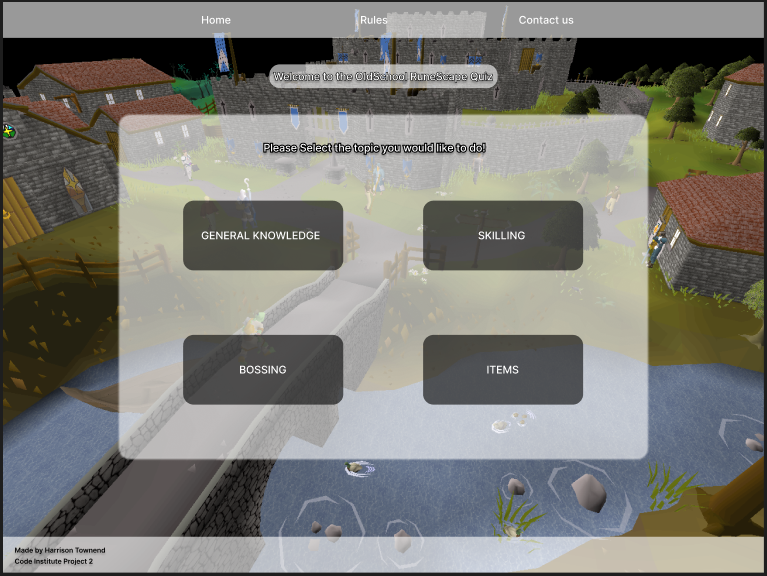 Home Rules Contact us
Welcome to the OldSchool RuneScape Quiz
Please Select the topic you would like to do!
GENERAL KNOWLEDGE SKILLING
BOSSING ITEMS
Made by Harrison Townend
Code Institute Project 2